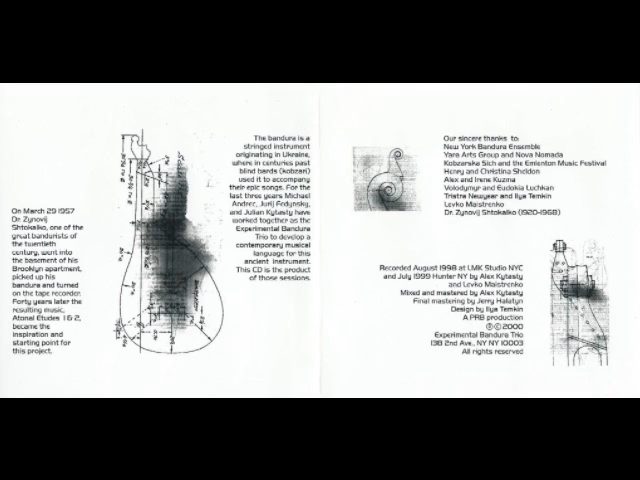 On March 29 1957
Dr. Zynovij
Shtokalko, one of the
great bandurists of
the twentieth
century, went into
the basement of his
Brooklyn apartment,
picked up his
bandura and turned
on the tape recorder.
Forty years later the
resulting music,
Atonal Etudes 1 & 2,
became the
inspiration and
starting point for
this project.
The bandura is a
stringed instrument
originating in Ukraine,
where in centuries past
blind bards (kobzari)
used it to accompany
their epic songs. For the
last three years Michael
Andrec, Jurij Fedynsky,
and Julian Kytasty have
worked together as the
Experimental Bandura
Trio to develop a
contemporary musical
language for this
ancient instrument.
This CD is the product
of those sessions.
Our sincere thanks to:
New York Bandura Ensemble
Yara Arts Group and Nova Nomada
Kobzarska Sich and the Emlenton Music Festival
Henry and Christina Sheldon
Alex and Irene Kuzma
Volodymyr and Eudokia Luchkan
Tristra Newyear and Ilya Temkin
Levko Maistrenko
Dr. Zynovij Shtokalko (1920-1968)
Recorded August 1998 at LMK Studio NYC
and July 1999 Hunter NY by Alex Kytasty
and Levko Maistrenko
Mixed and mastered by Alex Kytasty
Final mastering by Jerry Halatyn
Design by Ilya Temkin
A PRB production
℗ © 2000
Experimental Bandura Trio
138 2nd Ave., NY NY 10003
All rights reserved